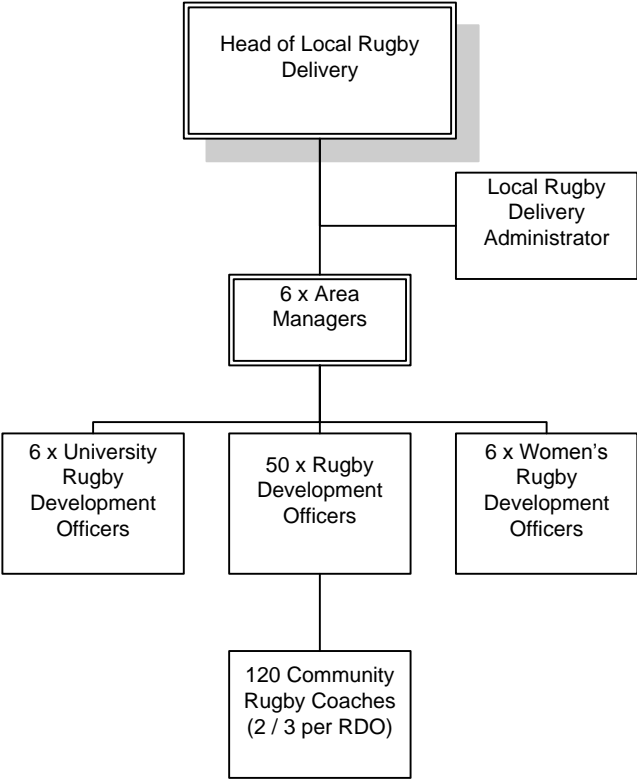 Head of Local Rugby
Delivery
Local Rugby
Delivery
Administrator
6 x Area
Managers
6 x University
Rugby
Development
Officers
50 x Rugby
Development
Officers
6 x Women's
Rugby
Development
Officers
120 Community
Rugby Coaches
(2 / 3 per RDO)